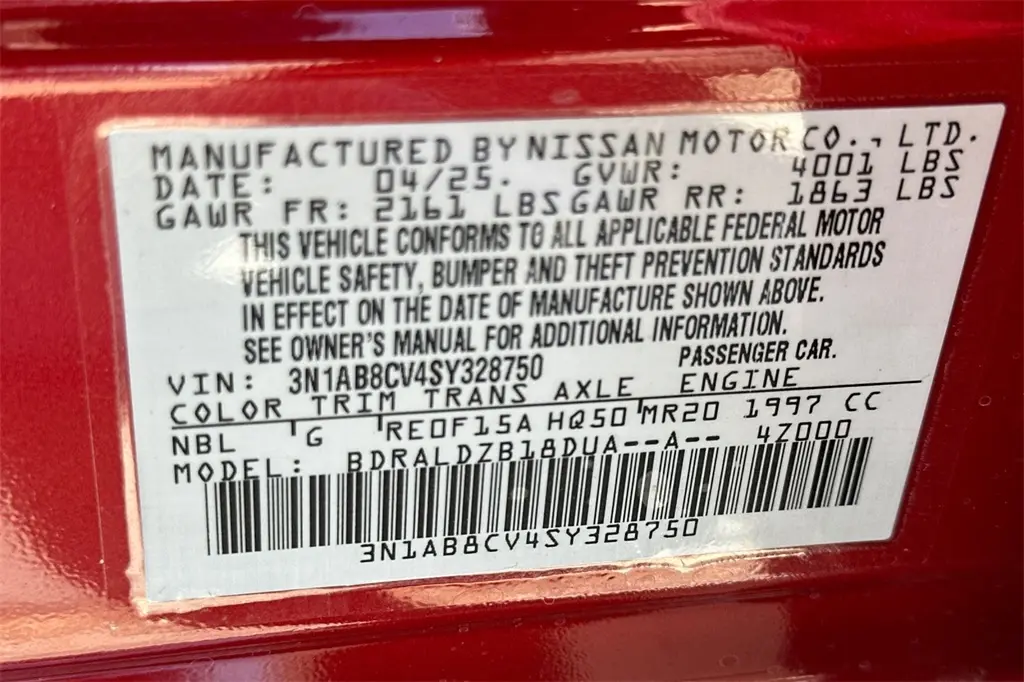 MANUFACTURED BY NISSAN MOTOR CO., LTD.
DATE: 04/25. GVWR: 4001 LBS
GAWR FR: 2161 LBS GAWR RR: 1863 LBS
THIS VEHICLE CONFORMS TO ALL APPLICABLE FEDERAL MOTOR
VEHICLE SAFETY, BUMPER AND THEFT PREVENTION STANDARDS
IN EFFECT ON THE DATE OF MANUFACTURE SHOWN ABOVE.
SEE OWNER'S MANUAL FOR ADDITIONAL INFORMATION.
VIN: 3N1AB8CV4SY328750 PASSENGER CAR.
COLOR TRIM TRANS AXLE ENGINE
NBL G RE0F15A HQ50 MR20 1997 CC
MODEL: BDRALDZB18DUA--A-- 4Z000
3N1AB8CV4SY328750